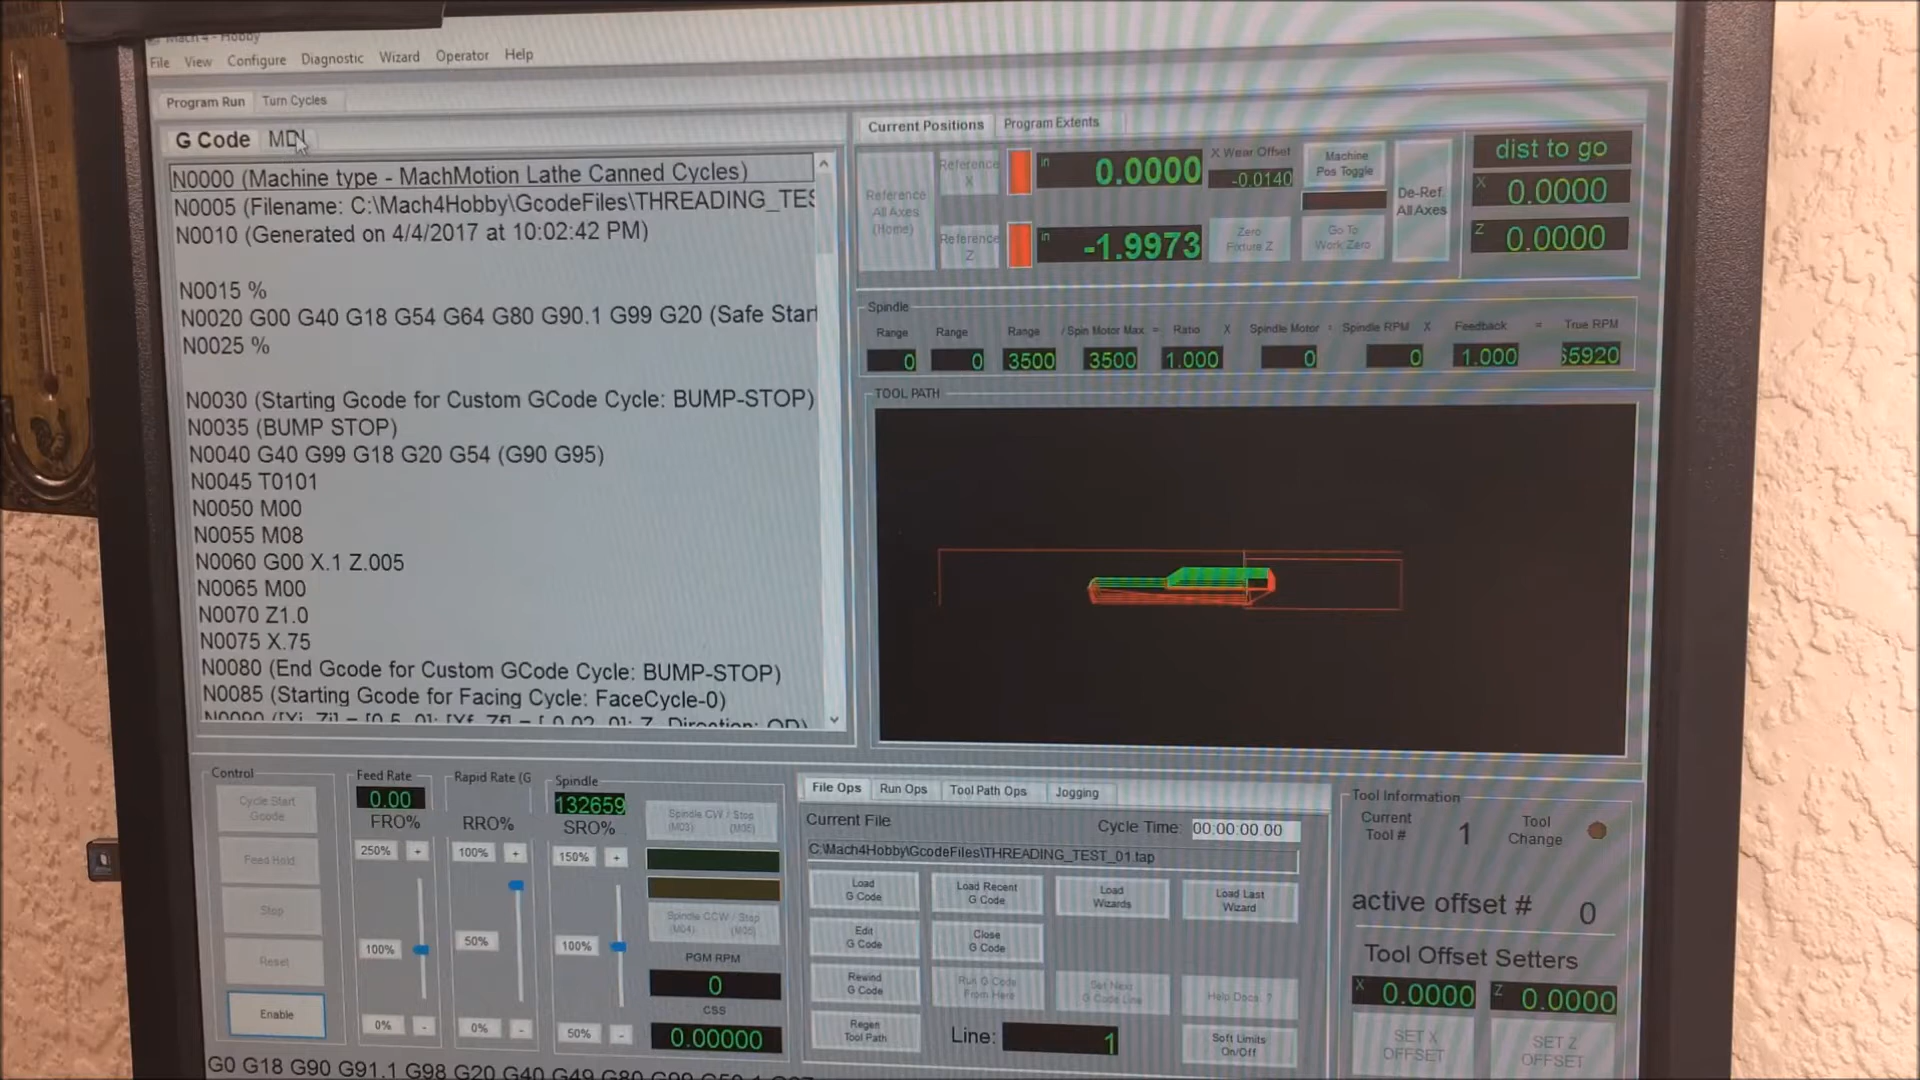 Mach4 - Hobby
File View Configure Diagnostic Wizard Operator Help
Program Run Turn Cycles
G Code MDI
N0000 (Machine type - MachMotion Lathe Canned Cycles)
N0005 (Filename: C:\Mach4Hobby\GcodeFiles\THREADING_TES
N0010 (Generated on 4/4/2017 at 10:02:42 PM)
N0015 %
N0020 G00 G40 G18 G54 G64 G80 G90.1 G99 G20 (Safe Start
N0025 %
N0030 (Starting Gcode for Custom GCode Cycle: BUMP-STOP)
N0035 (BUMP STOP)
N0040 G40 G99 G18 G20 G54 (G90 G95)
N0045 T0101
N0050 M00
N0055 M08
N0060 G00 X.1 Z.005
N0065 M00
N0070 Z1.0
N0075 X.75
N0080 (End Gcode for Custom GCode Cycle: BUMP-STOP)
N0085 (Starting Gcode for Facing Cycle: FaceCycle-0)
Current Positions Program Extents
Reference All Axes (Home)
Reference X
in 0.0000
X Wear Offset
-0.0140
Machine Pos Toggle
De-Ref. All Axes
Reference Z
in -1.9973
Zero Fixture Z
Go To Work Zero
dist to go
X 0.0000
Z 0.0000
Spindle
Range Range Range / Spin Motor Max = Ratio X Spindle Motor : Spindle RPM X Feedback = True RPM
0 0 3500 3500 1.000 0 0 1.000 65920
TOOL PATH
Control
Cycle Start Gcode
Feed Hold
Stop
Reset
Enable
Feed Rate
0.00
FRO%
250% +
100%
0% -
Rapid Rate (G
RRO%
100% +
50%
0% -
Spindle
132659
SRO%
150% +
100%
50% -
Spindle CW / Stop
(M03) (M05)
Spindle CCW / Stop
(M04) (M05)
PGM RPM
0
CSS
0.00000
File Ops Run Ops Tool Path Ops Jogging
Current File
Cycle Time: 00:00:00.00
C:\Mach4Hobby\GcodeFiles\THREADING_TEST_01.tap
Load G Code
Load Recent G Code
Load Wizards
Load Last Wizard
Edit G Code
Close G Code
Rewind G Code
Run G Code From Here
Set Next G Code Line
Help Docs. ?
Regen Tool Path
Line: 1
Soft Limits On/Off
Tool Information
Current Tool # 1
Tool Change
active offset # 0
Tool Offset Setters
X 0.0000 Z 0.0000
SET X OFFSET
SET Z OFFSET
G0 G18 G90 G91.1 G98 G20 G40 G49 G80